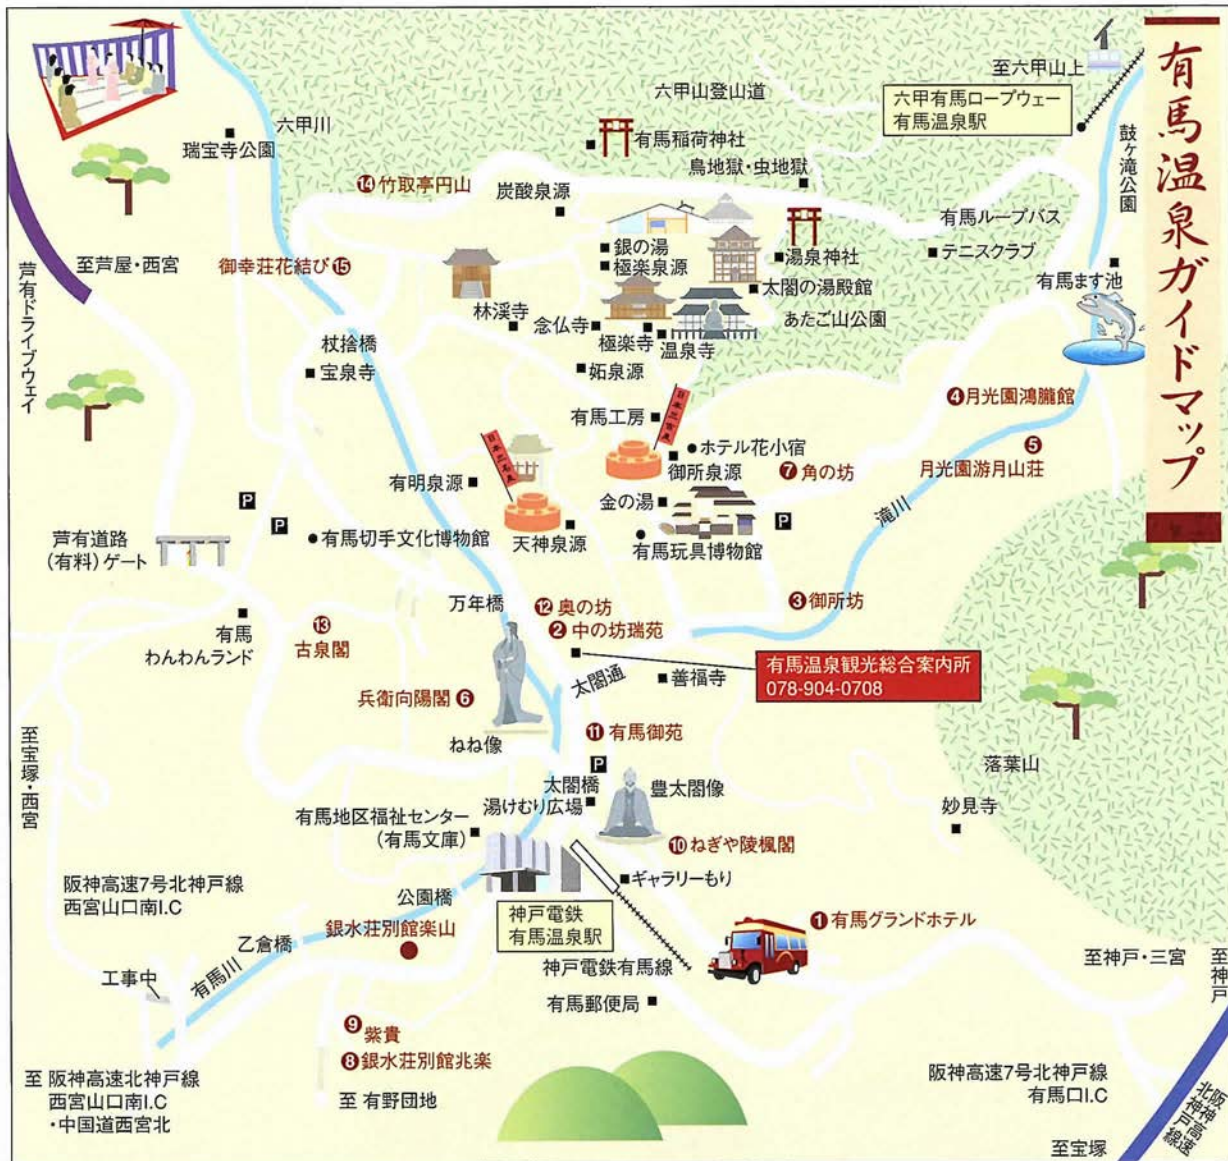 有馬温泉ガイドマップ
至六甲山上
六甲有馬ロープウェー
有馬温泉駅
鼓ヶ滝公園
六甲山登山道
六甲川
瑞宝寺公園
有馬稲荷神社
鳥地獄・虫地獄
⑭竹取亭円山
炭酸泉源
有馬ループバス
テニスクラブ
芦有ドライブウェイ
至芦屋・西宮
御幸荘花結び⑮
銀の湯
極楽泉源
湯泉神社
太閤の湯殿館
有馬ます池
あたご山公園
林渓寺
念仏寺
極楽寺
温泉寺
杖捨橋
宝泉寺
妬泉源
④月光園鴻朧館
有馬工房
日本三古泉
ホテル花小宿
御所泉源
⑤
月光園游月山荘
日本三名泉
有明泉源
⑦角の坊
金の湯
滝川
P
P
P
芦有道路
(有料)ゲート
有馬切手文化博物館
天神泉源
有馬玩具博物館
万年橋
⑫奥の坊
②中の坊瑞苑
③御所坊
有馬
わんわんランド
⑬
古泉閣
有馬温泉観光総合案内所
078-904-0708
太閤通
善福寺
兵衛向陽閣⑥
ねね像
⑪有馬御苑
P
至宝塚・西宮
太閤橋
湯けむり広場
豊太閤像
落葉山
妙見寺
有馬地区福祉センター
(有馬文庫)
⑩ねぎや陵楓閣
ギャラリーもり
阪神高速7号北神戸線
西宮山口南I.C
公園橋
神戸電鉄
有馬温泉駅
銀水荘別館楽山
①有馬グランドホテル
乙倉橋
有馬川
工事中
神戸電鉄有馬線
至神戸・三宮
至神戸
有馬郵便局
⑨紫貴
⑧銀水荘別館兆楽
至 有野団地
至 阪神高速北神戸線
西宮山口南I.C
・中国道西宮北
阪神高速7号北神戸線
有馬口I.C
阪神高速
北神戸線
至宝塚